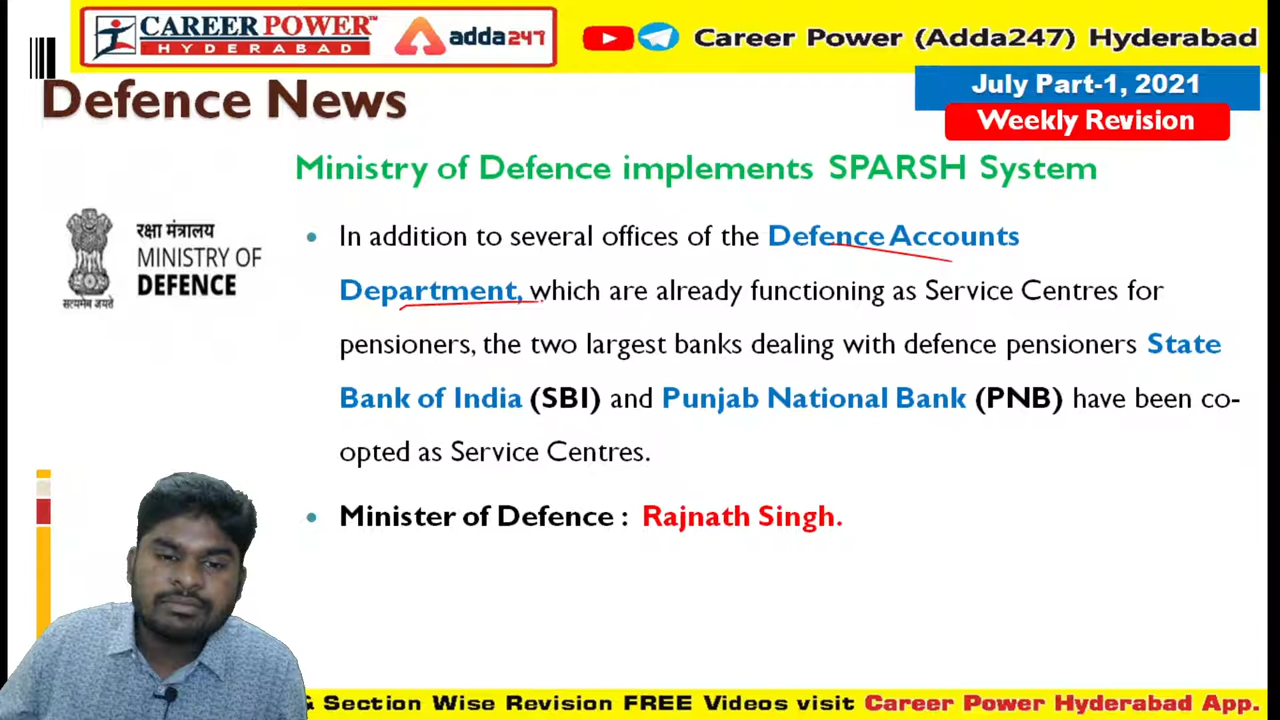 CAREER POWER™
HYDERABAD
adda247
Career Power (Adda247) Hyderabad
Defence News
July Part-1, 2021
Weekly Revision
Ministry of Defence implements SPARSH System
रक्षा मंत्रालय
MINISTRY OF
DEFENCE
सत्यमेव जयते
• In addition to several offices of the Defence Accounts
Department, which are already functioning as Service Centres for
pensioners, the two largest banks dealing with defence pensioners State
Bank of India (SBI) and Punjab National Bank (PNB) have been co-
opted as Service Centres.
• Minister of Defence : Rajnath Singh.
& Section Wise Revision FREE Videos visit Career Power Hyderabad App.